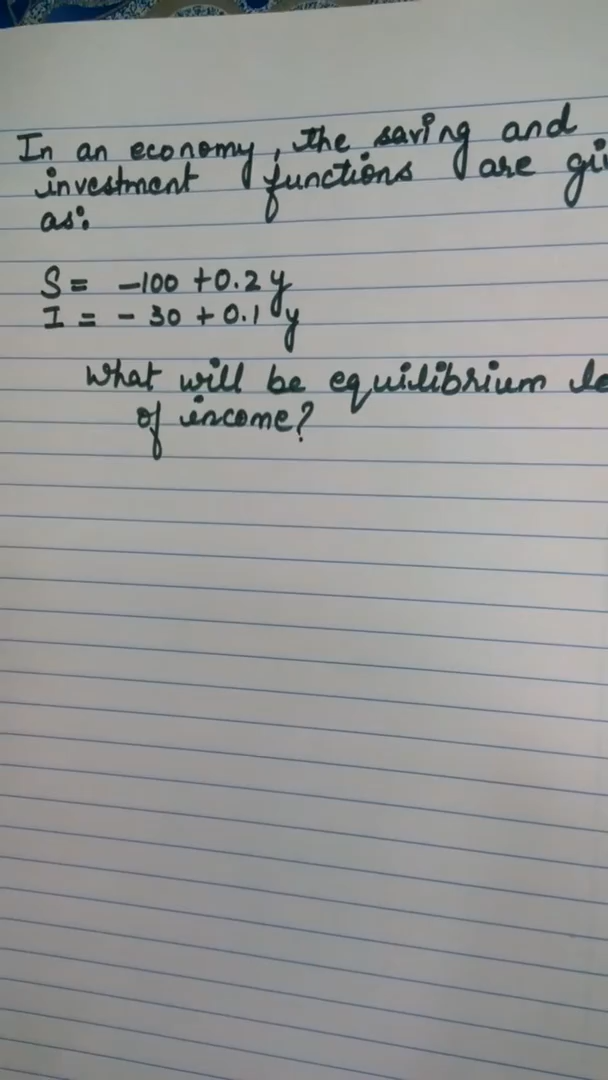 In an economy, the saving and
investment functions are gi
as:
S = -100 + 0.2y
I = - 30 + 0.1y
What will be equilibrium le
of income?